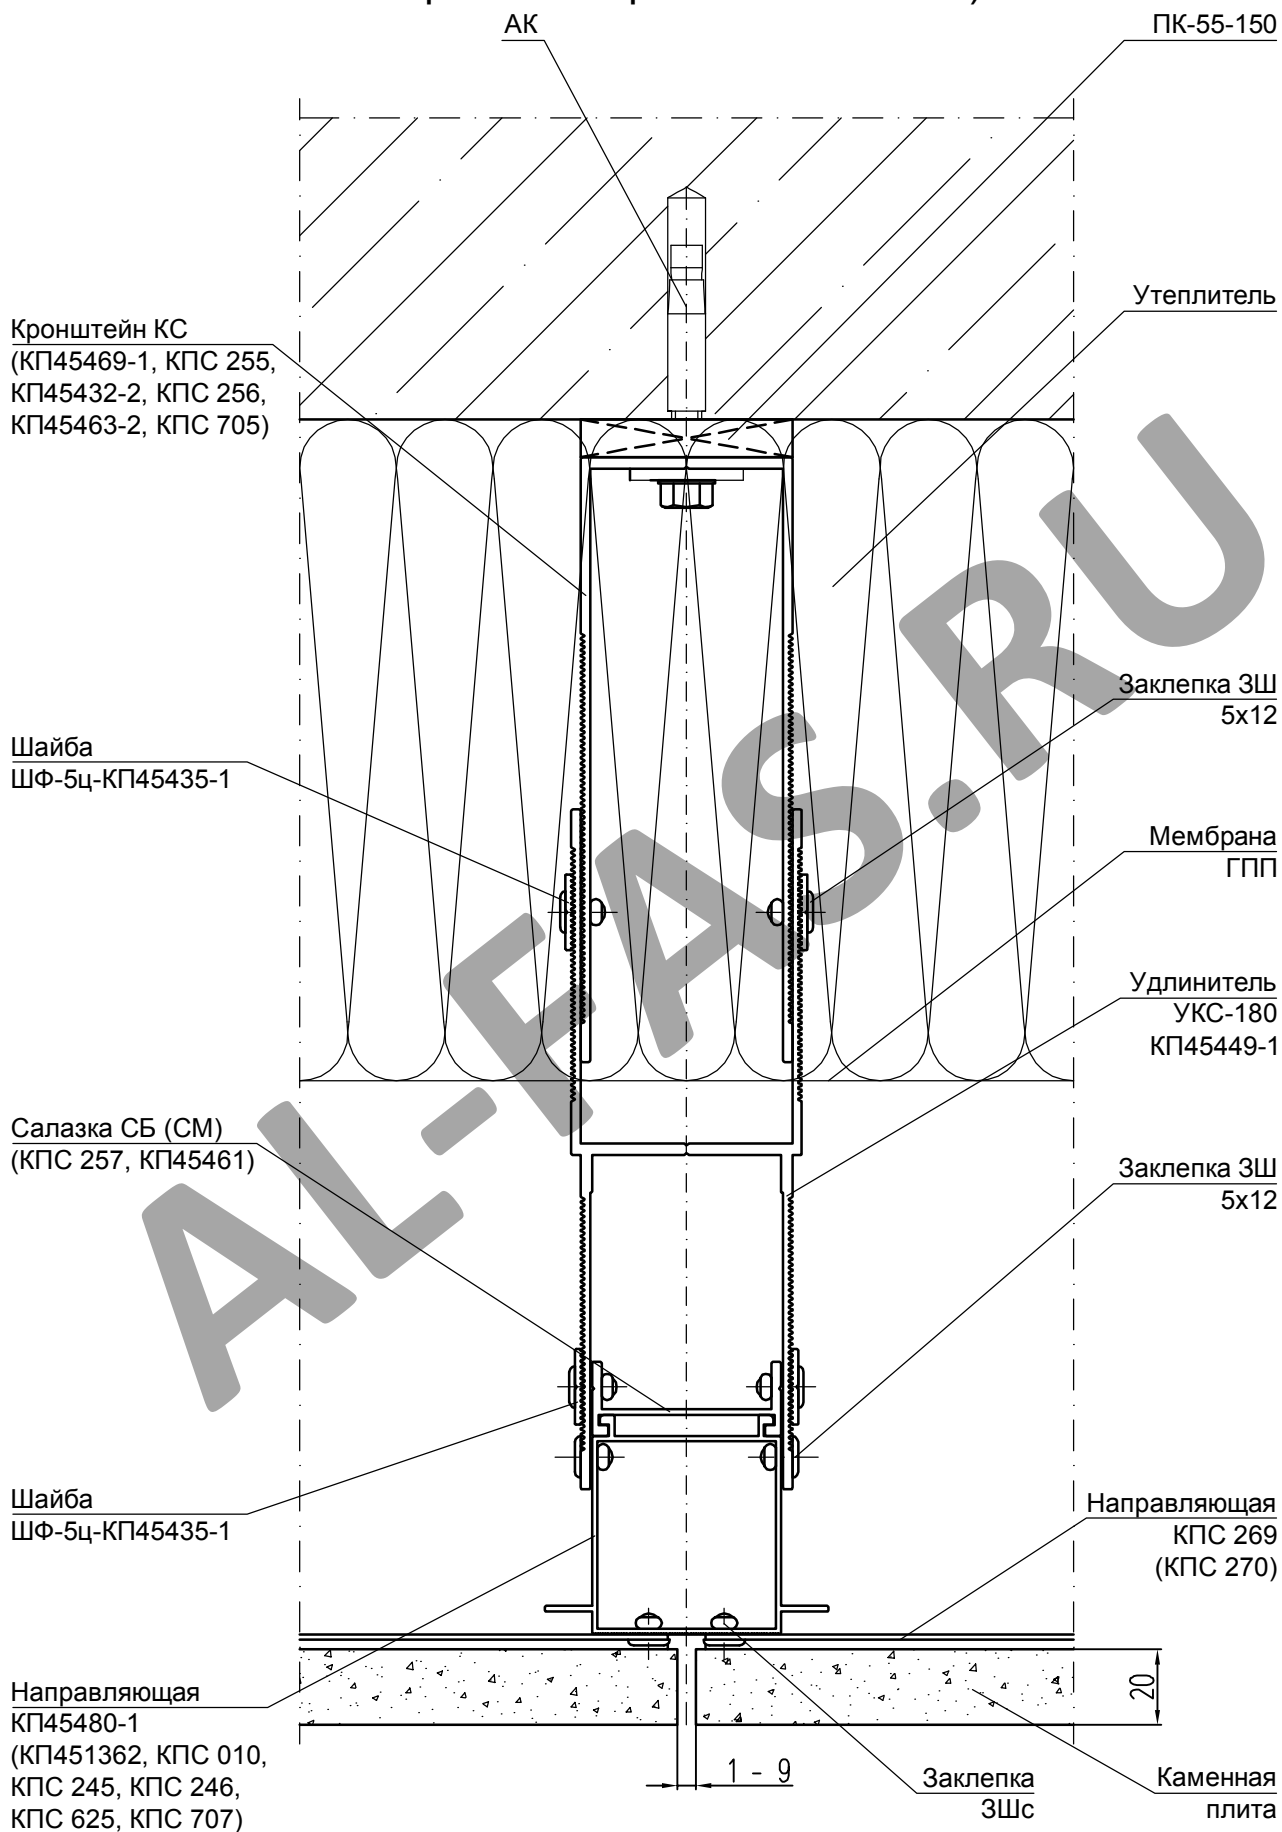 АК
ПК-55-150
Утеплитель
Кронштейн КС
(КП45469-1, КПС 255,
КП45432-2, КПС 256,
КП45463-2, КПС 705)
Заклепка ЗШ
5х12
Шайба
ШФ-5ц-КП45435-1
Мембрана
ГПП
Удлинитель
УКС-180
КП45449-1
Салазка СБ (СМ)
(КПС 257, КП45461)
Заклепка ЗШ
5х12
Шайба
ШФ-5ц-КП45435-1
Направляющая
КПС 269
(КПС 270)
Направляющая
КП45480-1
(КП451362, КПС 010,
КПС 245, КПС 246,
КПС 625, КПС 707)
20
1 - 9
Заклепка
ЗШс
Каменная
плита
AL-FAS.RU